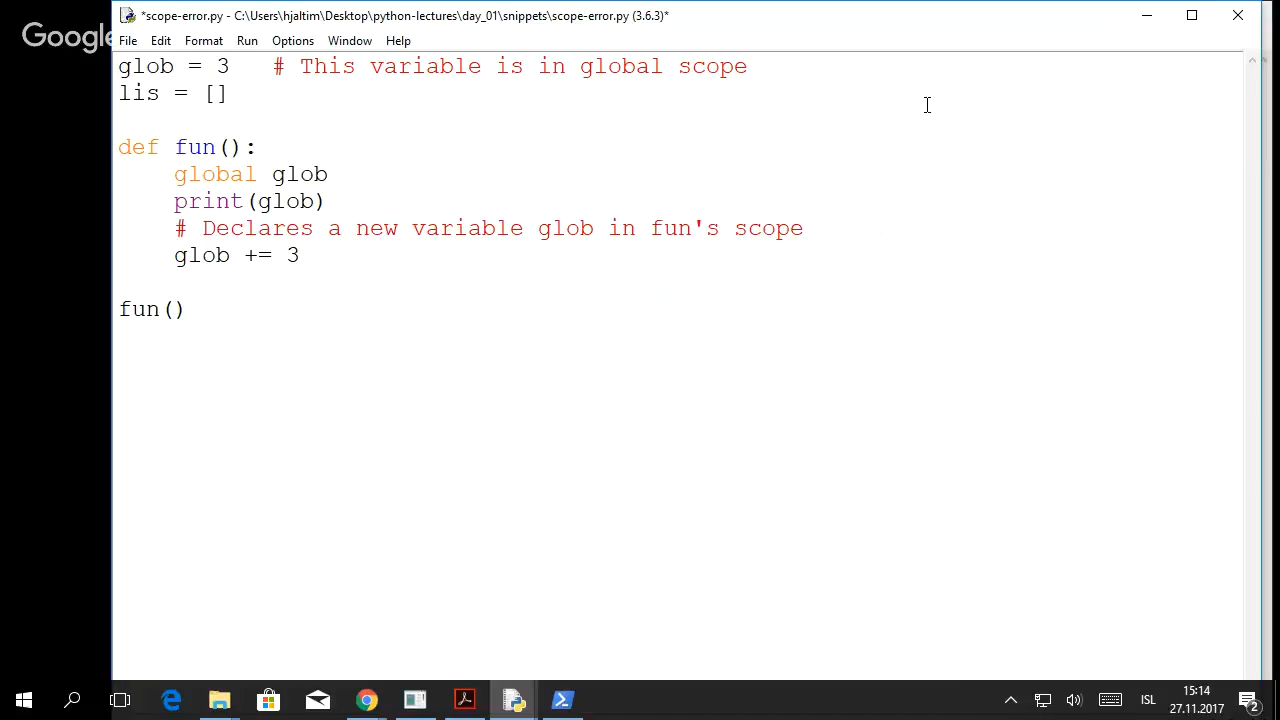 *scope-error.py - C:\Users\hjaltim\Desktop\python-lectures\day_01\snippets\scope-error.py (3.6.3)*
Google
File Edit Format Run Options Window Help
glob = 3   # This variable is in global scope
lis = []
def fun():
    global glob
    print(glob)
    # Declares a new variable glob in fun's scope
    glob += 3
fun()
ISL
15:14
27.11.2017
2